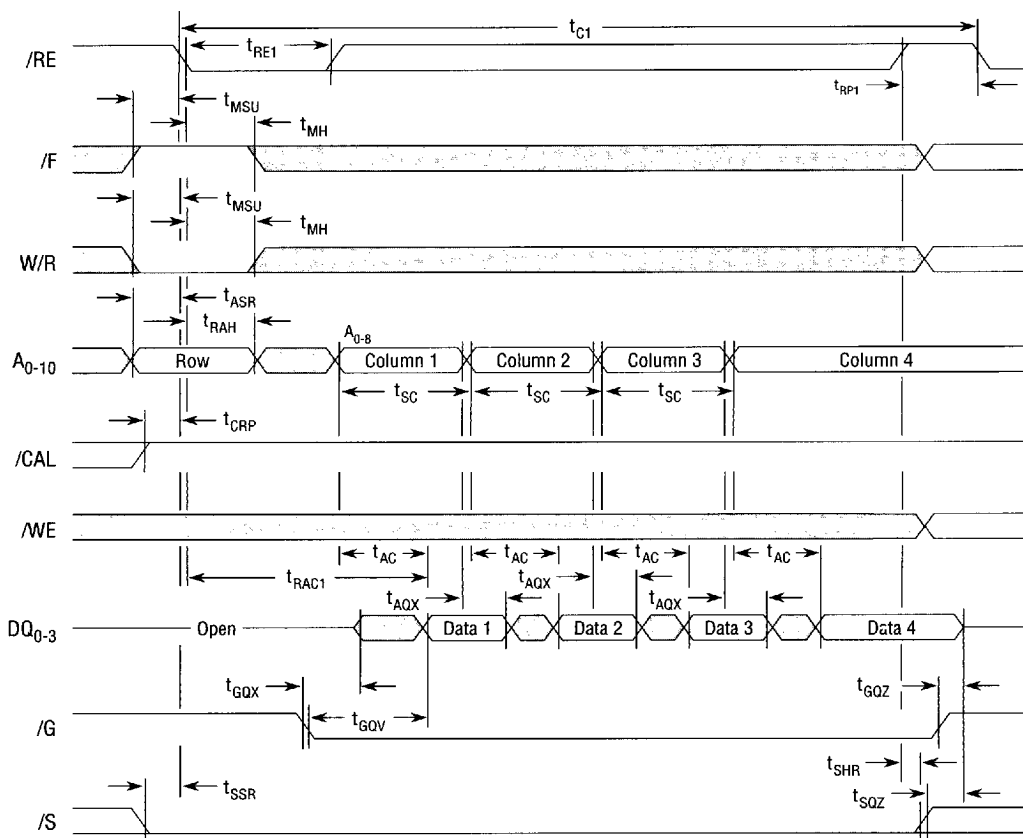 t_C1
/RE
t_RE1
t_RP1
t_MSU
t_MH
/F
t_MSU
t_MH
W/R
t_ASR
t_RAH
A_0-8
A_0-10
Row
Column 1
Column 2
Column 3
Column 4
t_SC
t_SC
t_SC
t_CRP
/CAL
/WE
t_AC
t_AC
t_AC
t_AC
t_RAC1
t_AQX
t_AQX
t_AQX
DQ_0-3
Open
Data 1
Data 2
Data 3
Data 4
t_GQX
t_GQZ
/G
t_GQV
t_SHR
t_SSR
t_SQZ
/S